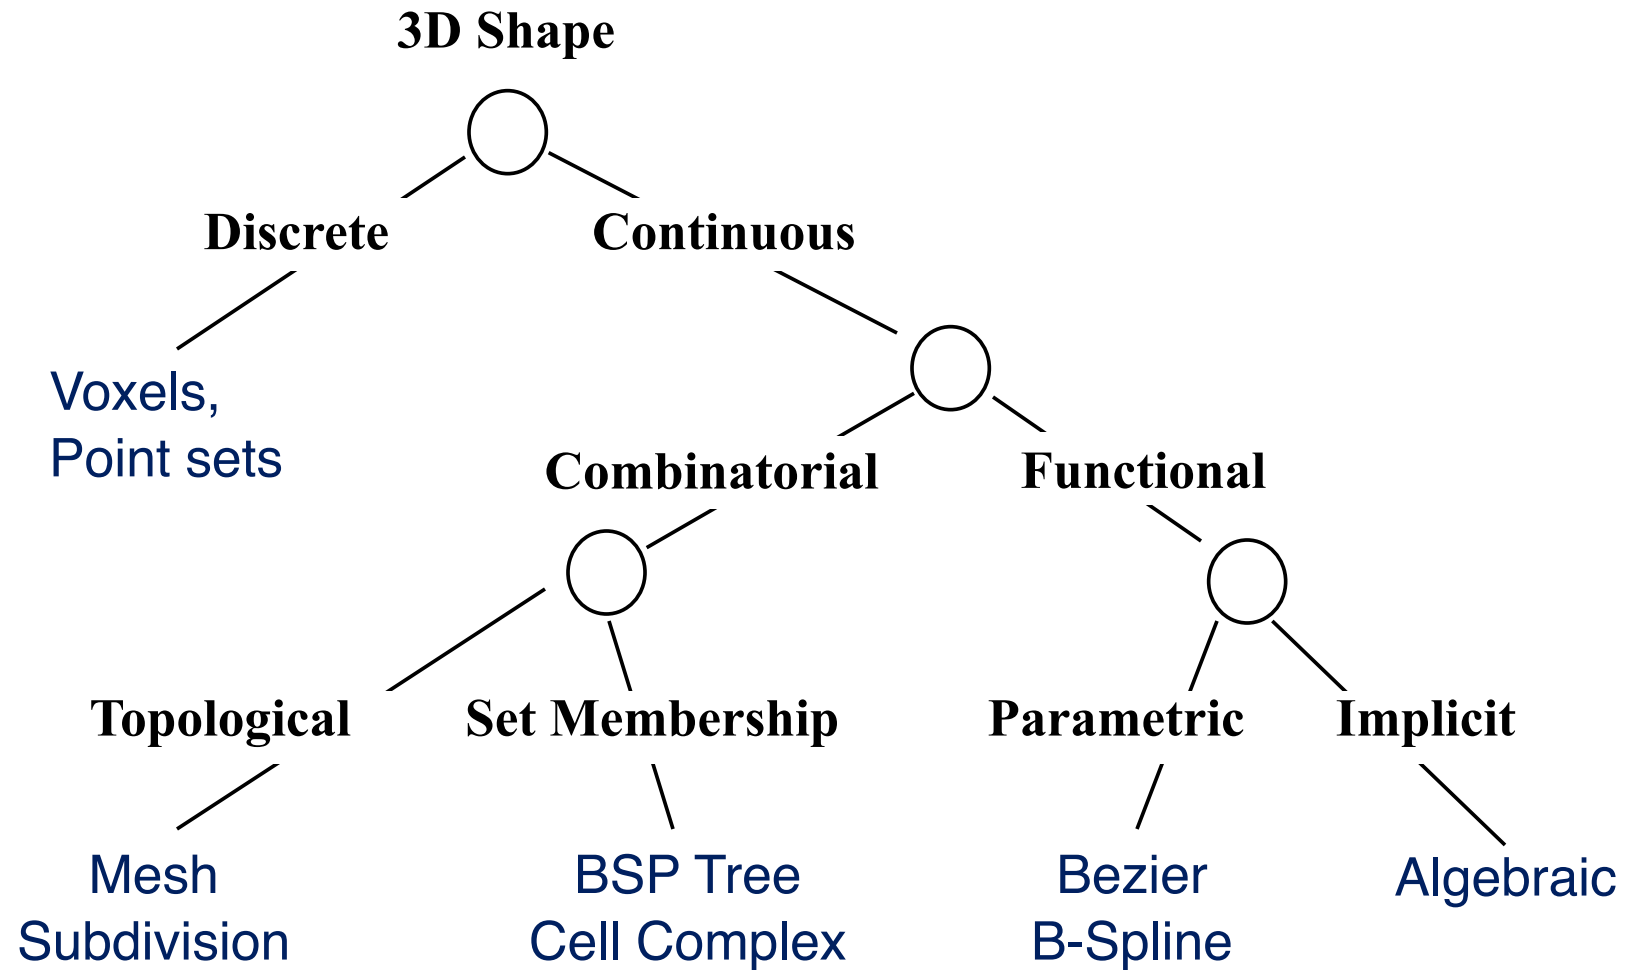 3D Shape
Discrete
Continuous
Voxels,
Point sets
Combinatorial
Functional
Topological
Set Membership
Parametric
Implicit
Mesh
Subdivision
BSP Tree
Cell Complex
Bezier
B-Spline
Algebraic